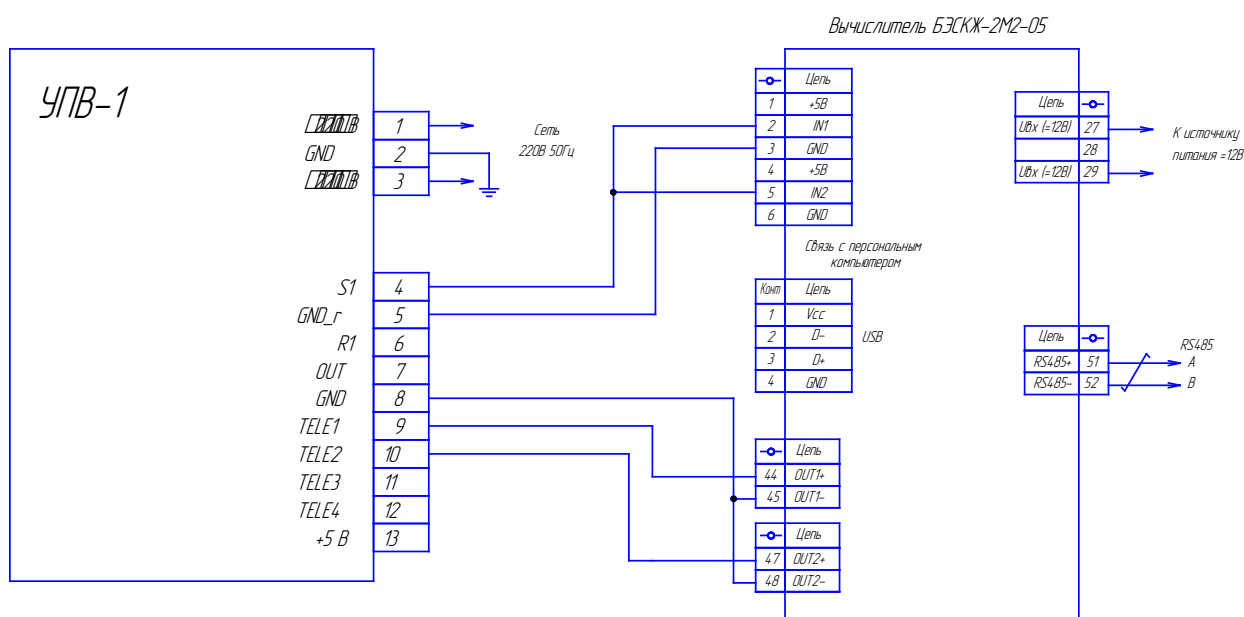 Вычислитель БЭСКЖ-2М2-05
УПВ-1
1
GND 2
3
Сеть
220В 50Гц
S1 4
GND_r 5
R1 6
OUT 7
GND 8
TELE1 9
TELE2 10
TELE3 11
TELE4 12
+5 В 13
Цепь
1 +5В
2 IN1
3 GND
4 +5В
5 IN2
6 GND
Связь с персональным
компьютером
Конт Цепь
1 Vcc
2 D-
3 D+
4 GND
USB
Цепь
44 OUT1+
45 OUT1-
Цепь
47 OUT2+
48 OUT2-
Цепь
Uвх (=12В) 27
28
Uвх (=12В) 29
К источнику
питания =12В
Цепь
RS485+ 51
RS485- 52
RS485
A
B